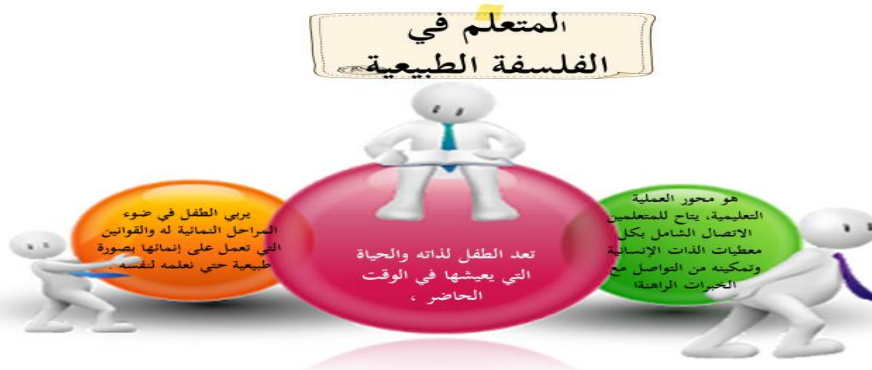 المتعلم في
الفلسفة الطبيعية
هو محور العملية
التعليمية، يتاح للمتعلمين
الاتصال الشامل بكل
معطيات الذات الإنسانية
وتمكينه من التواصل مع
الخبرات الراهنة!
تعد الطفل لذاته والحياة
التي يعيشها في الوقت
الحاضر ،
يربي الطفل في ضوء
المراحل النمائية له والقوانين
التي تعمل على إنمائها بصورة
طبيعية حتي نعلمه لنفسه .